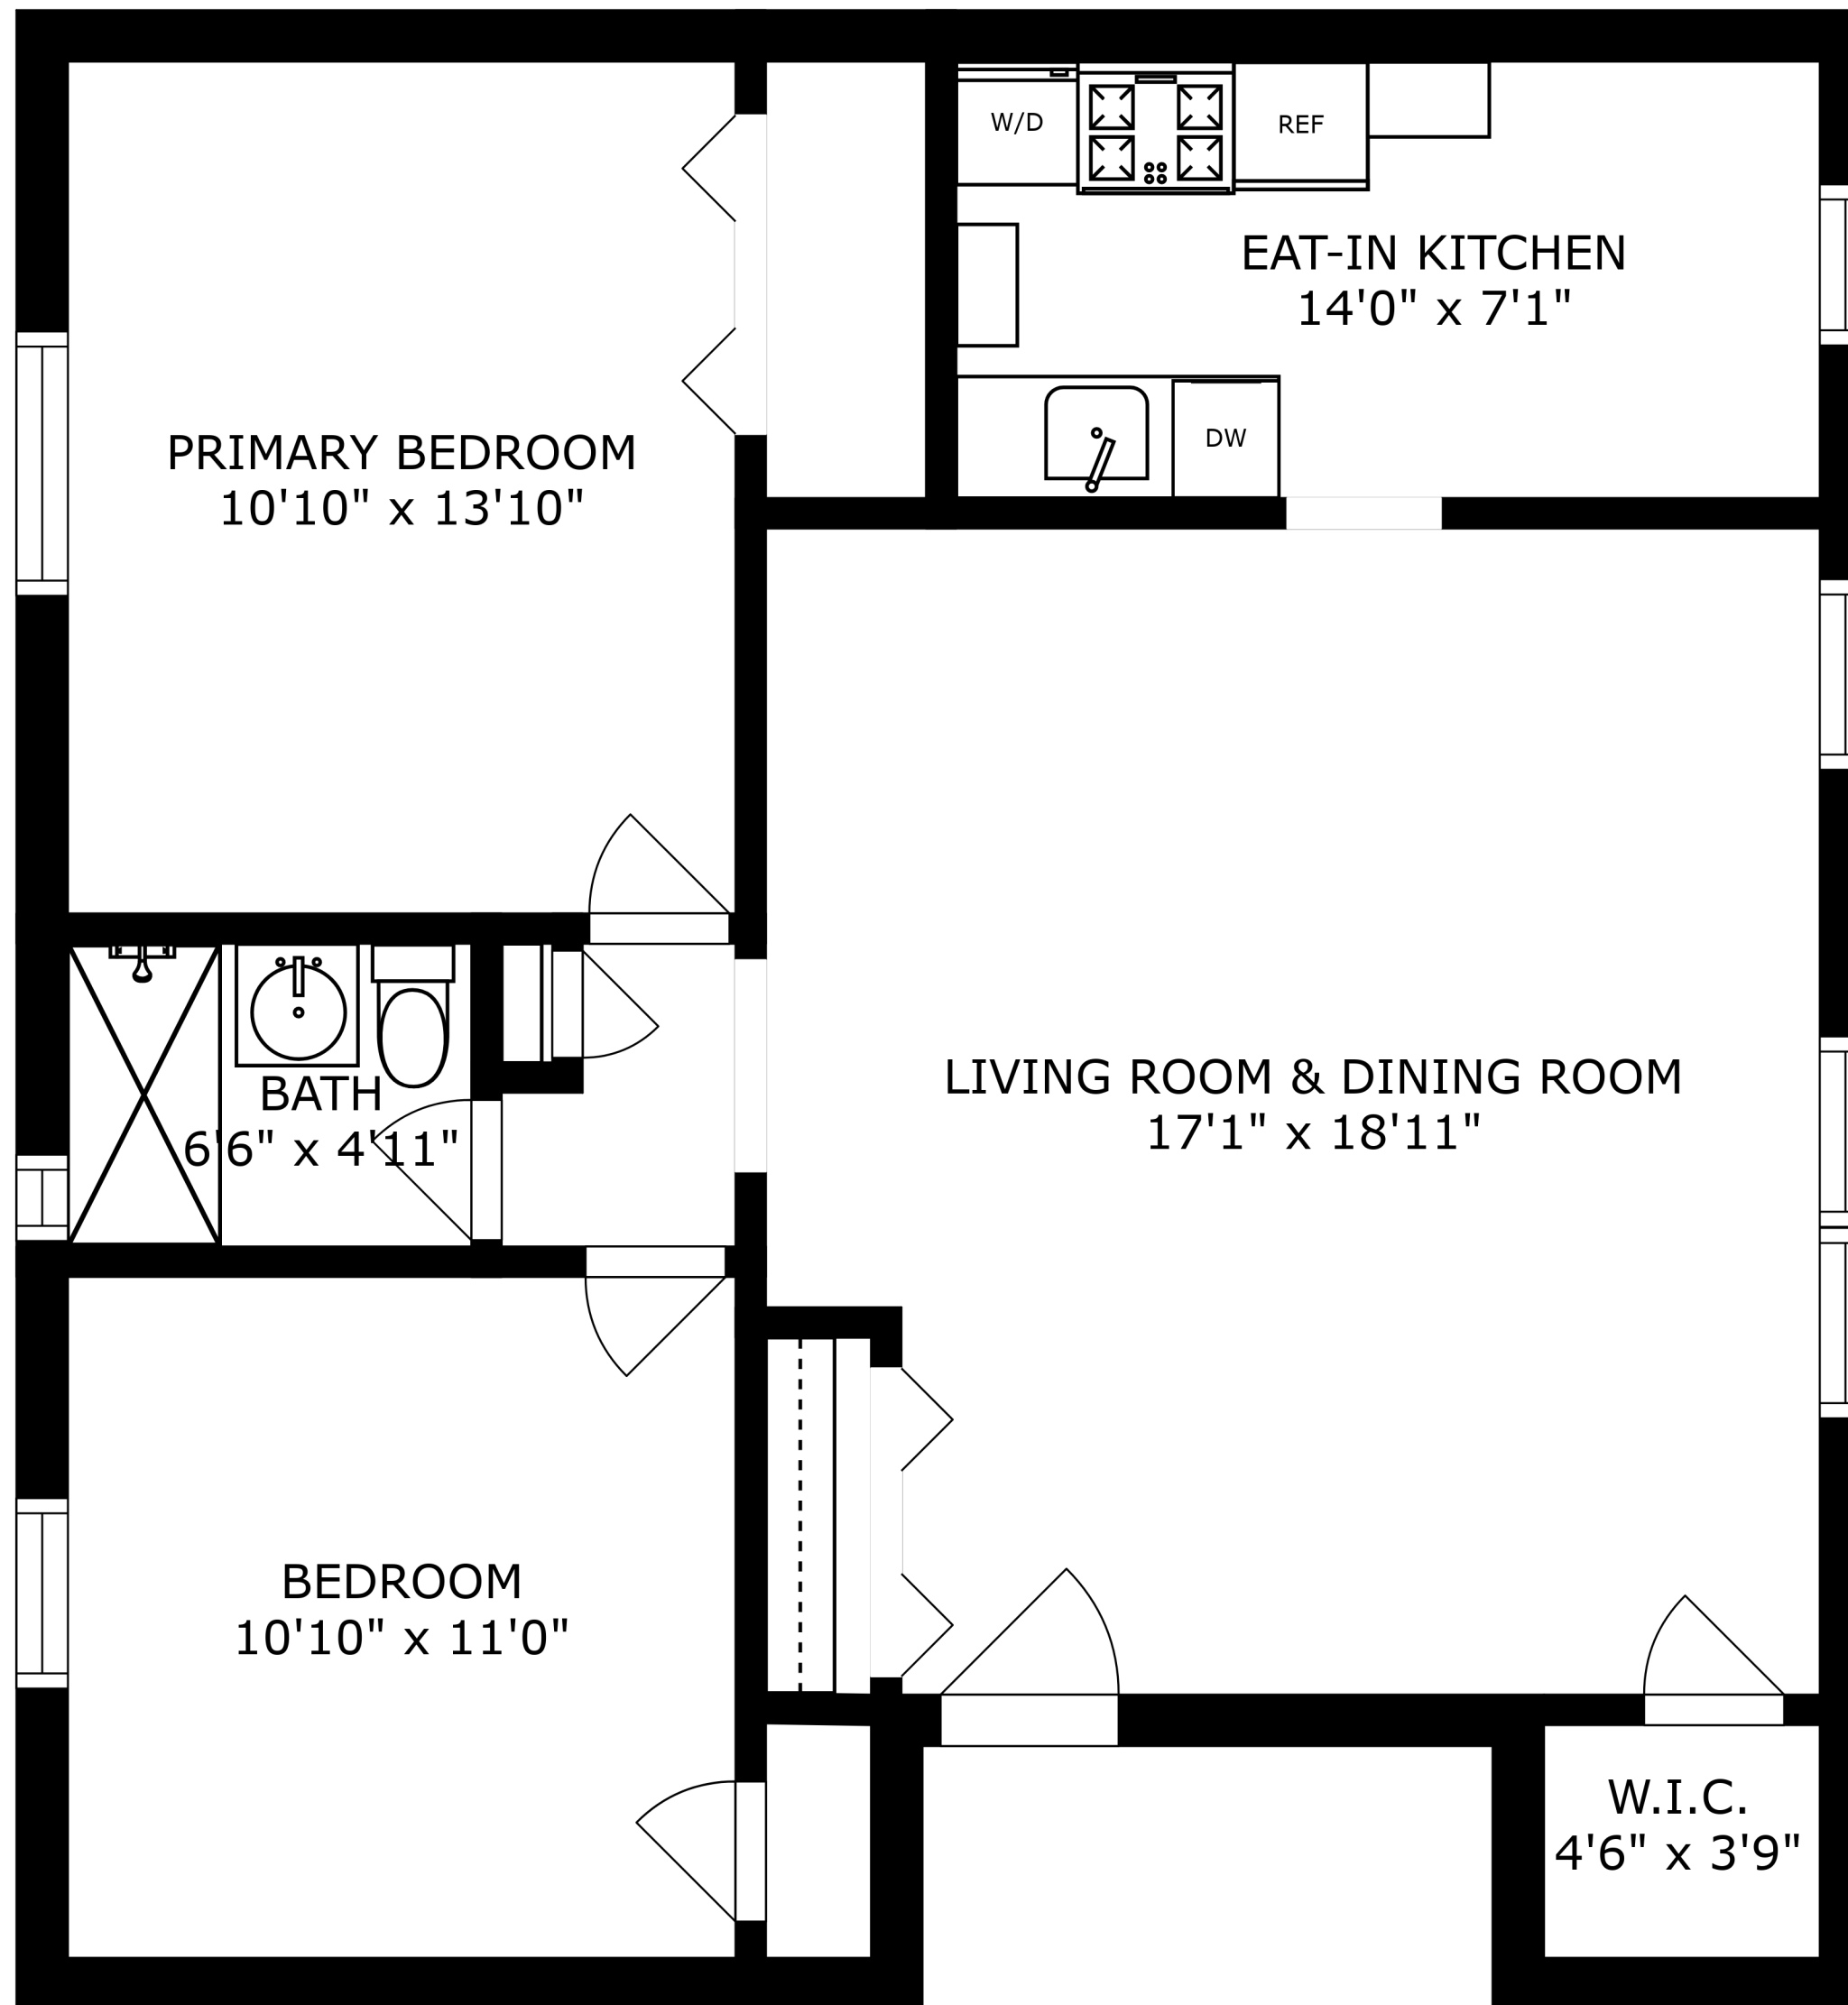 W/D
REF
EAT-IN KITCHEN
14'0" x 7'1"
DW
PRIMARY BEDROOM
10'10" x 13'10"
LIVING ROOM & DINING ROOM
17'1" x 18'11"
BATH
6'6" x 4'11"
BEDROOM
10'10" x 11'0"
W.I.C.
4'6" x 3'9"